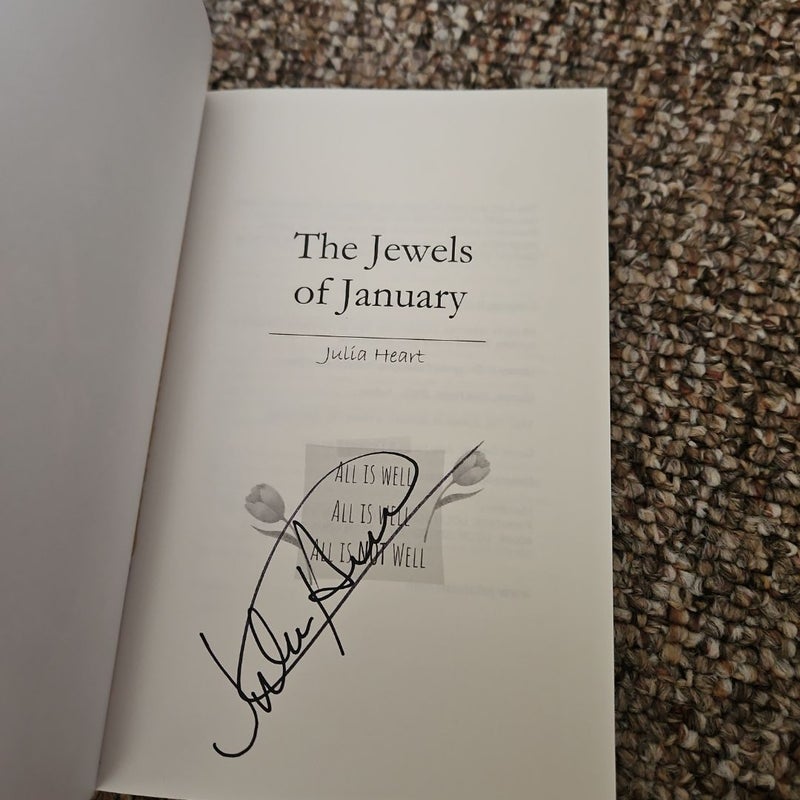 The Jewels
of January
Julia Heart
All is well
All is well
All is not Well